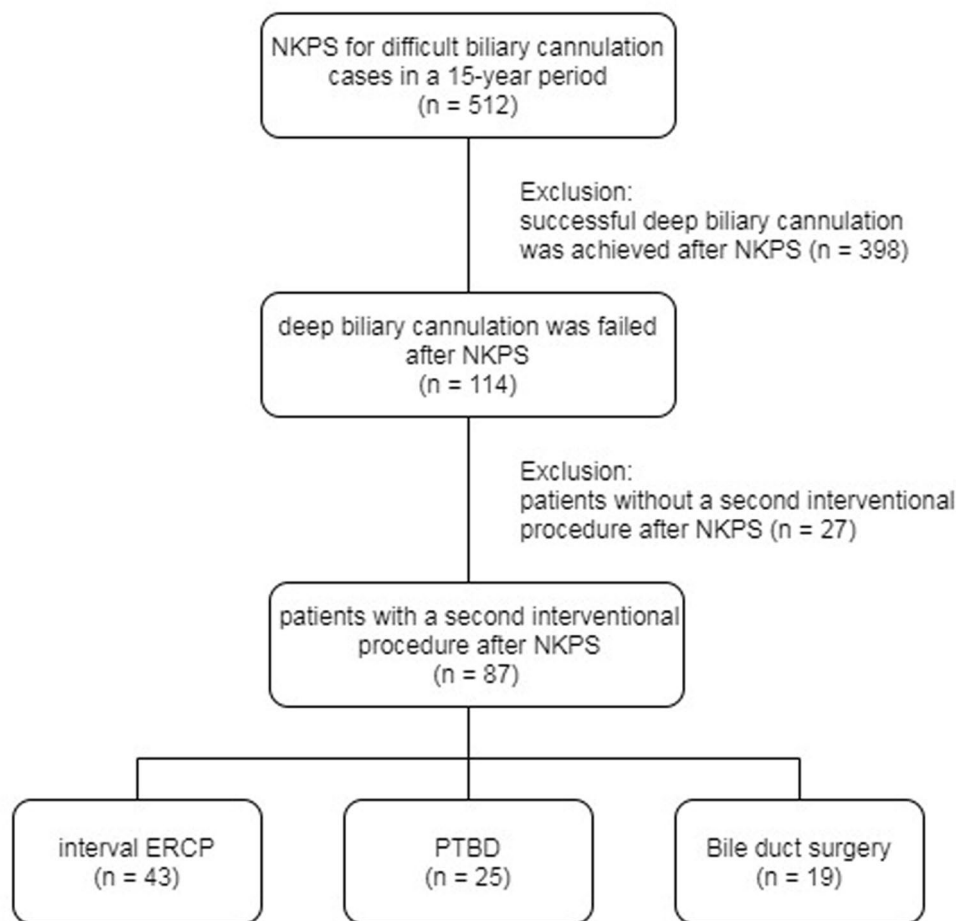 NKPS for difficult biliary cannulation
cases in a 15-year period
(n = 512)
Exclusion:
successful deep biliary cannulation
was achieved after NKPS (n = 398)
deep biliary cannulation was failed
after NKPS
(n = 114)
Exclusion:
patients without a second interventional
procedure after NKPS (n = 27)
patients with a second interventional
procedure after NKPS
(n = 87)
interval ERCP
(n = 43)
PTBD
(n = 25)
Bile duct surgery
(n = 19)